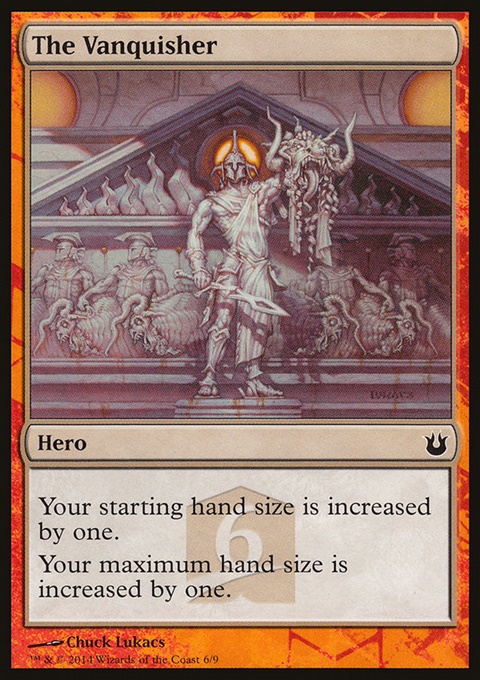 The Vanquisher
LUKACS
Hero
6
Your starting hand size is increased
by one.
Your maximum hand size is
increased by one.
Chuck Lukacs
™ & © 2014 Wizards of the Coast 6/9